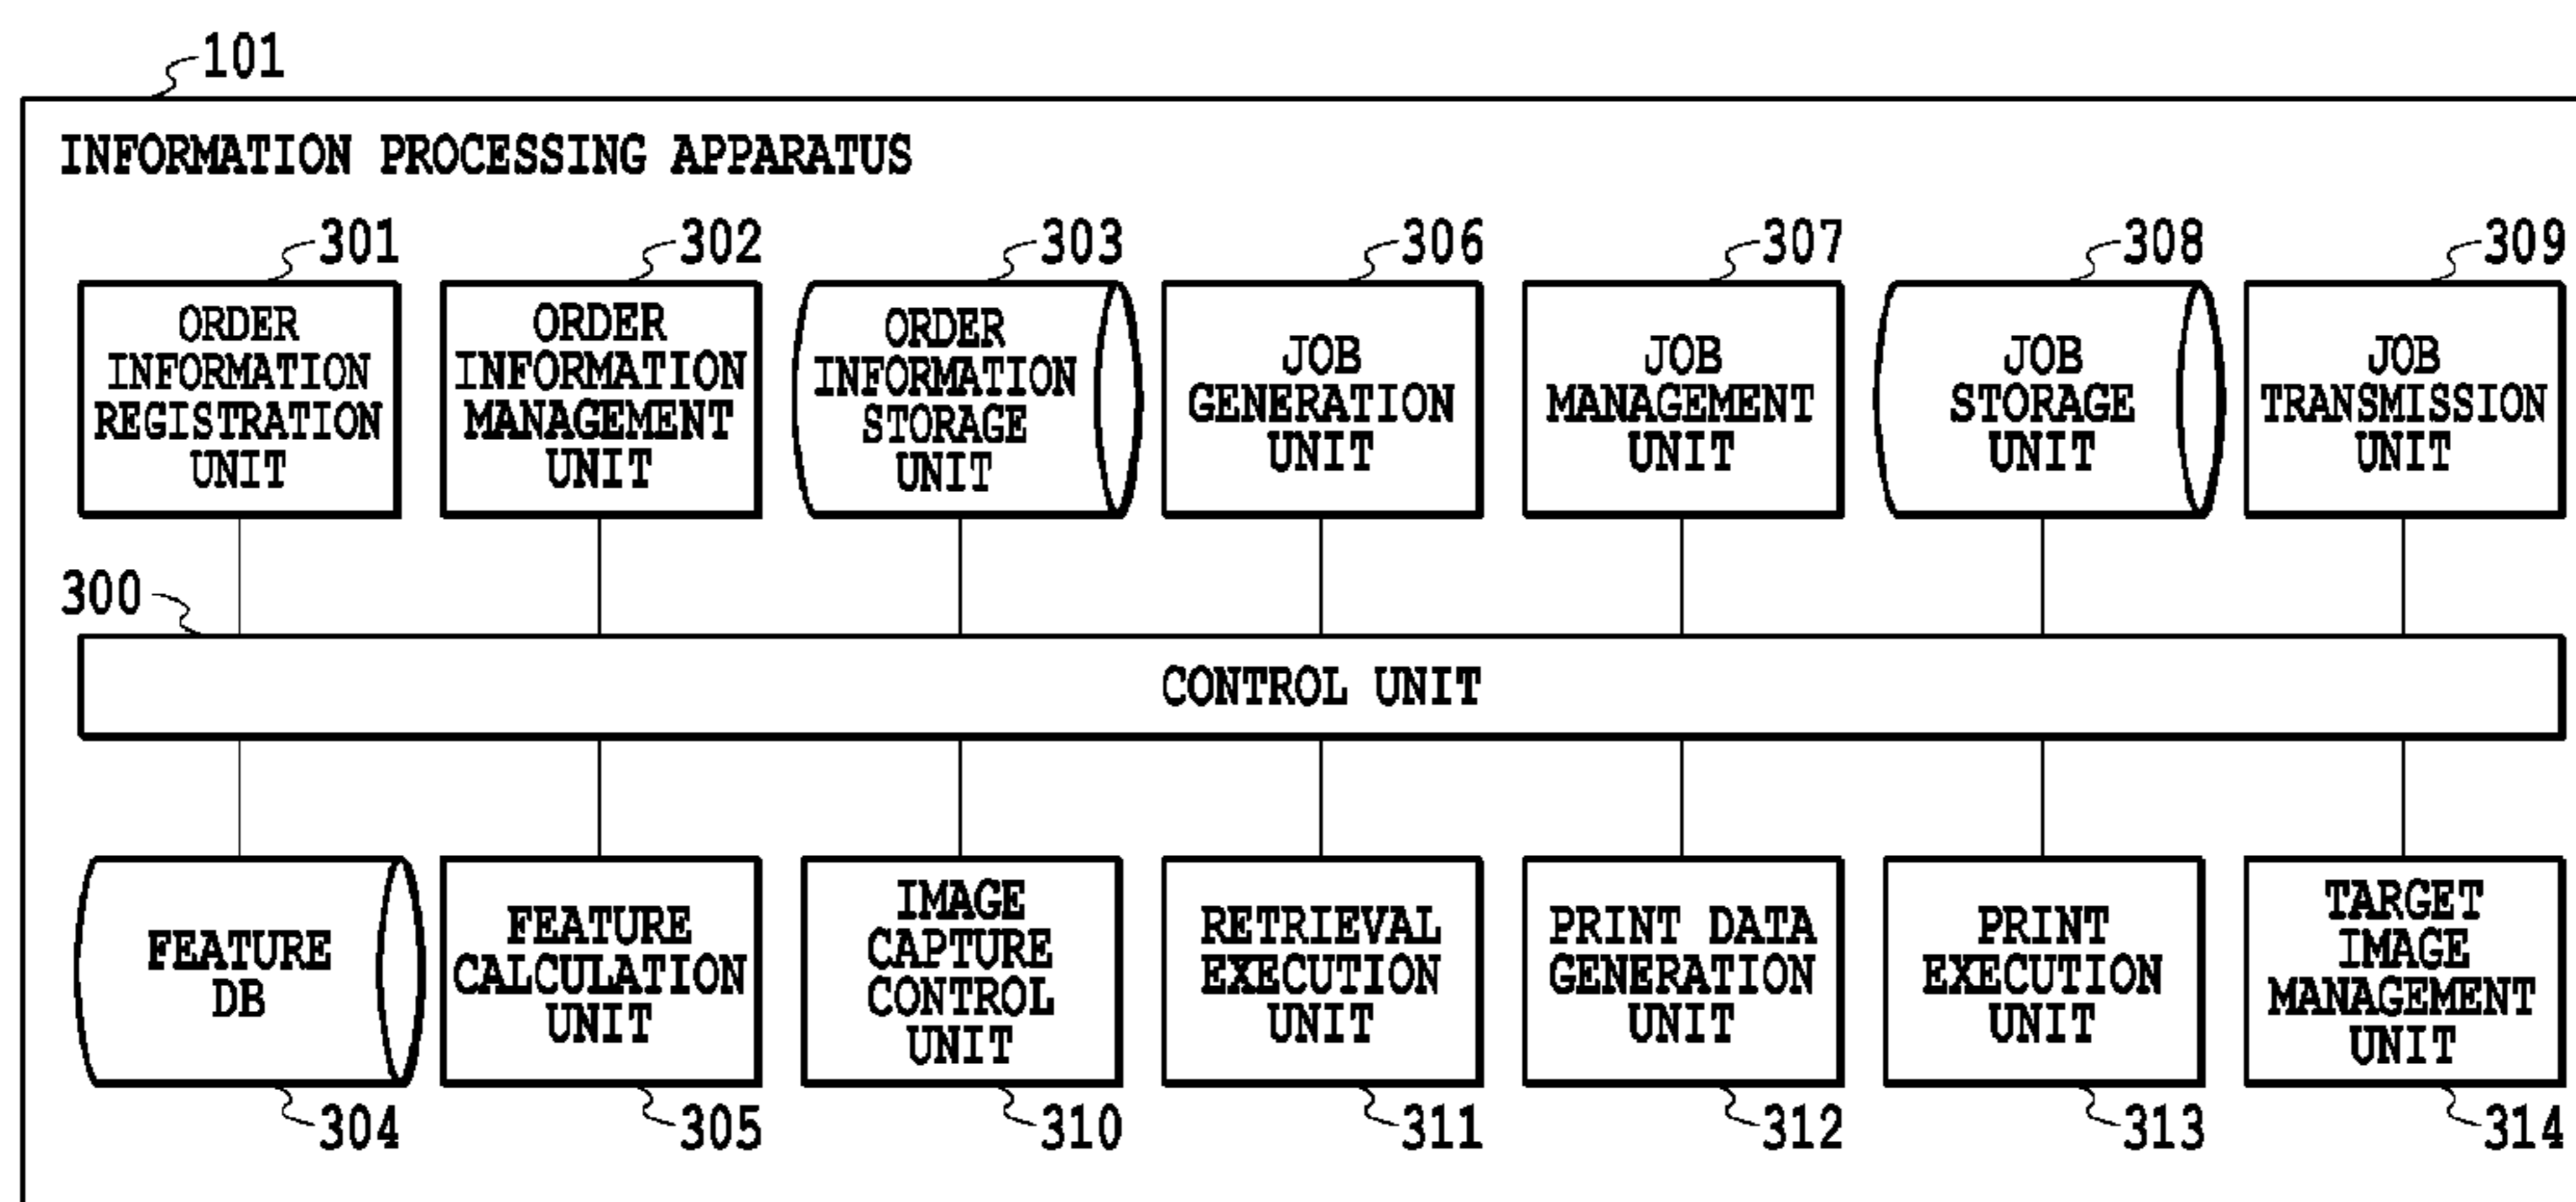 101
INFORMATION PROCESSING APPARATUS
301
302
303
306
307
308
309
ORDER
INFORMATION
REGISTRATION
UNIT
ORDER
INFORMATION
MANAGEMENT
UNIT
ORDER
INFORMATION
STORAGE
UNIT
JOB
GENERATION
UNIT
JOB
MANAGEMENT
UNIT
JOB
STORAGE
UNIT
JOB
TRANSMISSION
UNIT
300
CONTROL UNIT
FEATURE
DB
FEATURE
CALCULATION
UNIT
IMAGE
CAPTURE
CONTROL
UNIT
RETRIEVAL
EXECUTION
UNIT
PRINT DATA
GENERATION
UNIT
PRINT
EXECUTION
UNIT
TARGET
IMAGE
MANAGEMENT
UNIT
304
305
310
311
312
313
314